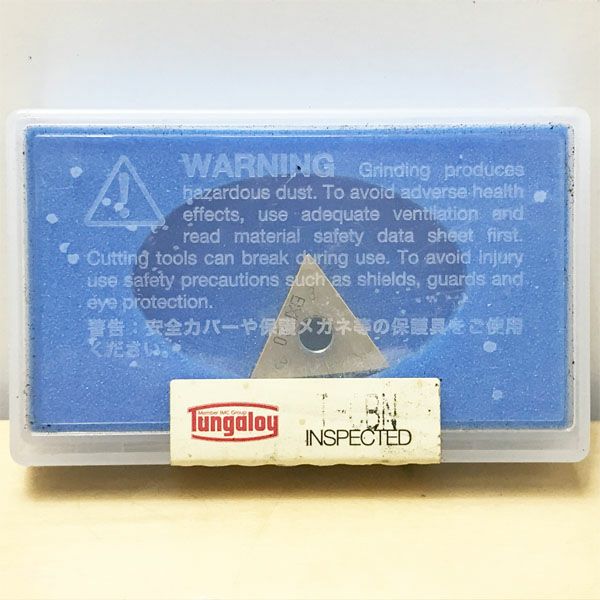 WARNING Grinding produces
hazardous dust. To avoid adverse health
effects, use adequate ventilation and
read material safety data sheet first.
Cutting tools can break during use. To avoid injury
use safety precautions such as shields, guards and
eye protection.
警告：安全カバーや保護メガネ等の保護具をご使用
ください。
Member IMC Group
Tungaloy
INSPECTED